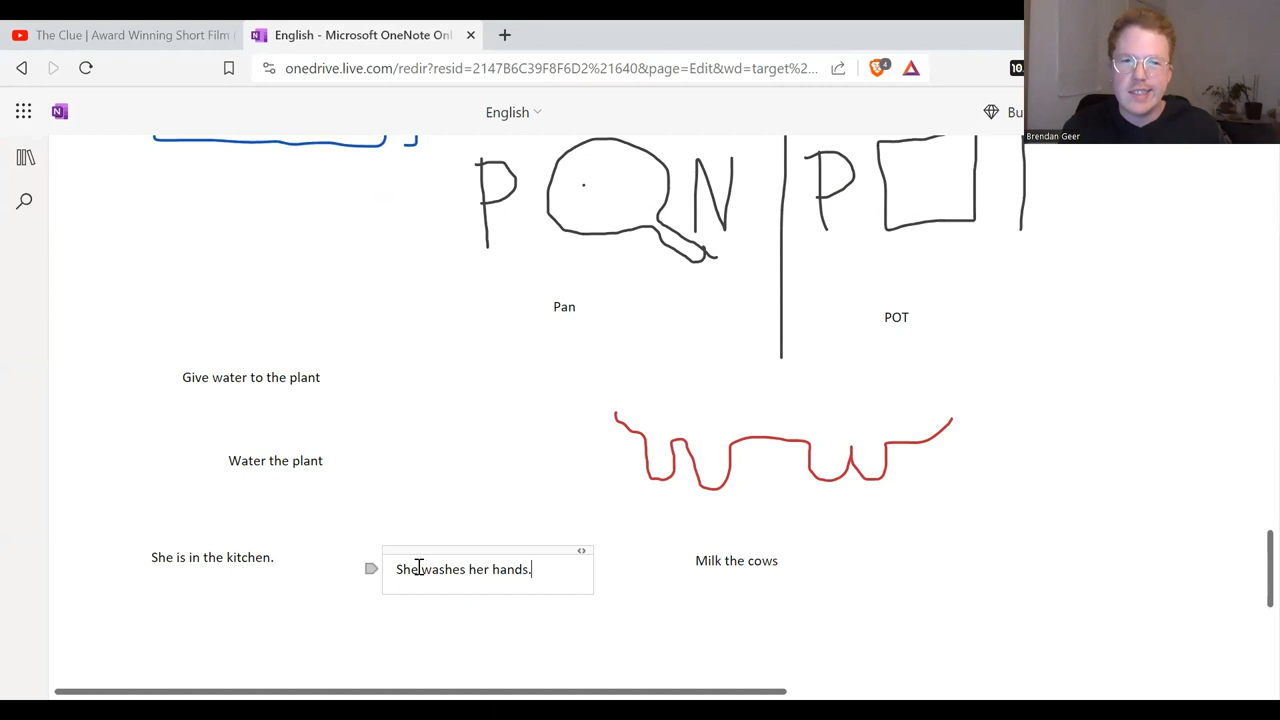 The Clue | Award Winning Short Film (
English - Microsoft OneNote Onl
onedrive.live.com/redir?resid=2147B6C39F8F6D2%21640&page=Edit&wd=target%2...
4
10.
English
Bu
Brendan Geer
P N
P
Pan
POT
Give water to the plant
Water the plant
She is in the kitchen.
She washes her hands.
Milk the cows